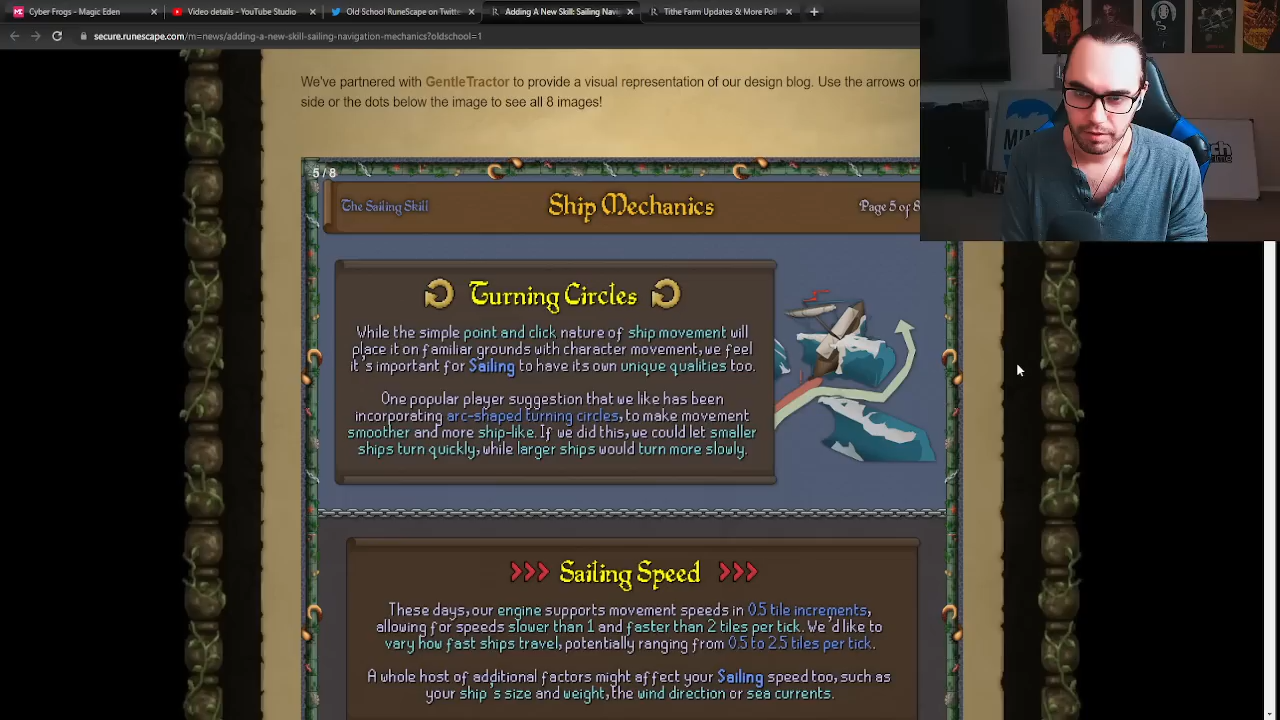 Cyber Frogs - Magic Eden
Video details - YouTube Studio
Old School RuneScape on Twitt
Adding A New Skill: Sailing Navi
Tithe Farm Updates & More Poll
secure.runescape.com/m=news/adding-a-new-skill-sailing-navigation-mechanics?oldschool=1
We've partnered with GentleTractor to provide a visual representation of our design blog. Use the arrows on
side or the dots below the image to see all 8 images!
5 / 8
The Sailing Skill
Ship Mechanics
Page 5 of 8
Turning Circles
While the simple point and click nature of ship movement will
place it on familiar grounds with character movement, we feel
it's important for Sailing to have its own unique qualities too.
One popular player suggestion that we like has been
incorporating arc-shaped turning circles, to make movement
smoother and more ship-like. If we did this, we could let smaller
ships turn quickly, while larger ships would turn more slowly.
>>> Sailing Speed >>>
These days, our engine supports movement speeds in 0.5 tile increments,
allowing for speeds slower than 1 and faster than 2 tiles per tick. We'd like to
vary how fast ships travel, potentially ranging from 0.5 to 2.5 tiles per tick.
A whole host of additional factors might affect your Sailing speed too, such as
your ship's size and weight, the wind direction or sea currents.